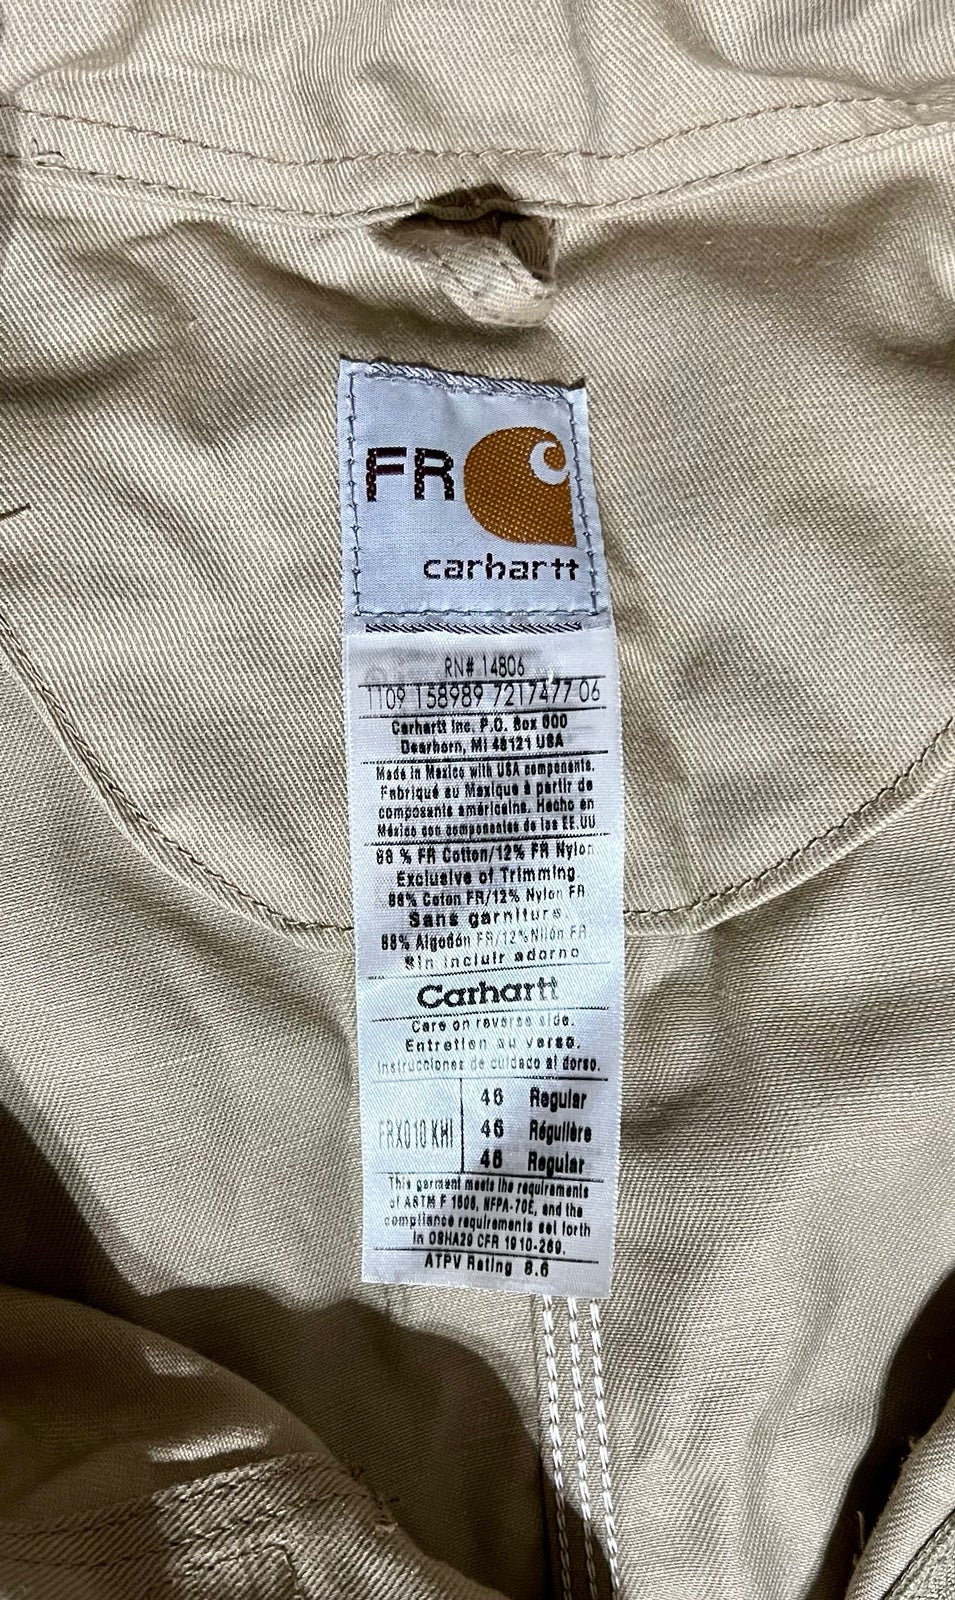 FR
carhartt
RN# 14806
1109 158989 7217477 06
Carhartt Inc. P.O. Box 600
Dearborn, MI 48121 USA
Made in Mexico with USA components.
Fabriqué au Mexique à partir de
composants américains. Hecho en
México con componentes de los EE.UU
88 % FR Cotton/12% FR Nylon
Exclusive of Trimming
88% Coton FR/12% Nylon FR
Sans garniture.
88% Algodón FR/12% Nilón FR
Sin incluir adorno
Carhartt
Care on reverse side.
Entretien au verso.
Instrucciones de cuidado al dorso.
FRX010 KHI
46 Regular
46 Régulière
46 Regular
This garment meets the requirements
of ASTM F 1506, NFPA-70E, and the
compliance requirements set forth
in OSHA29 CFR 1910-269.
ATPV Rating 8.6